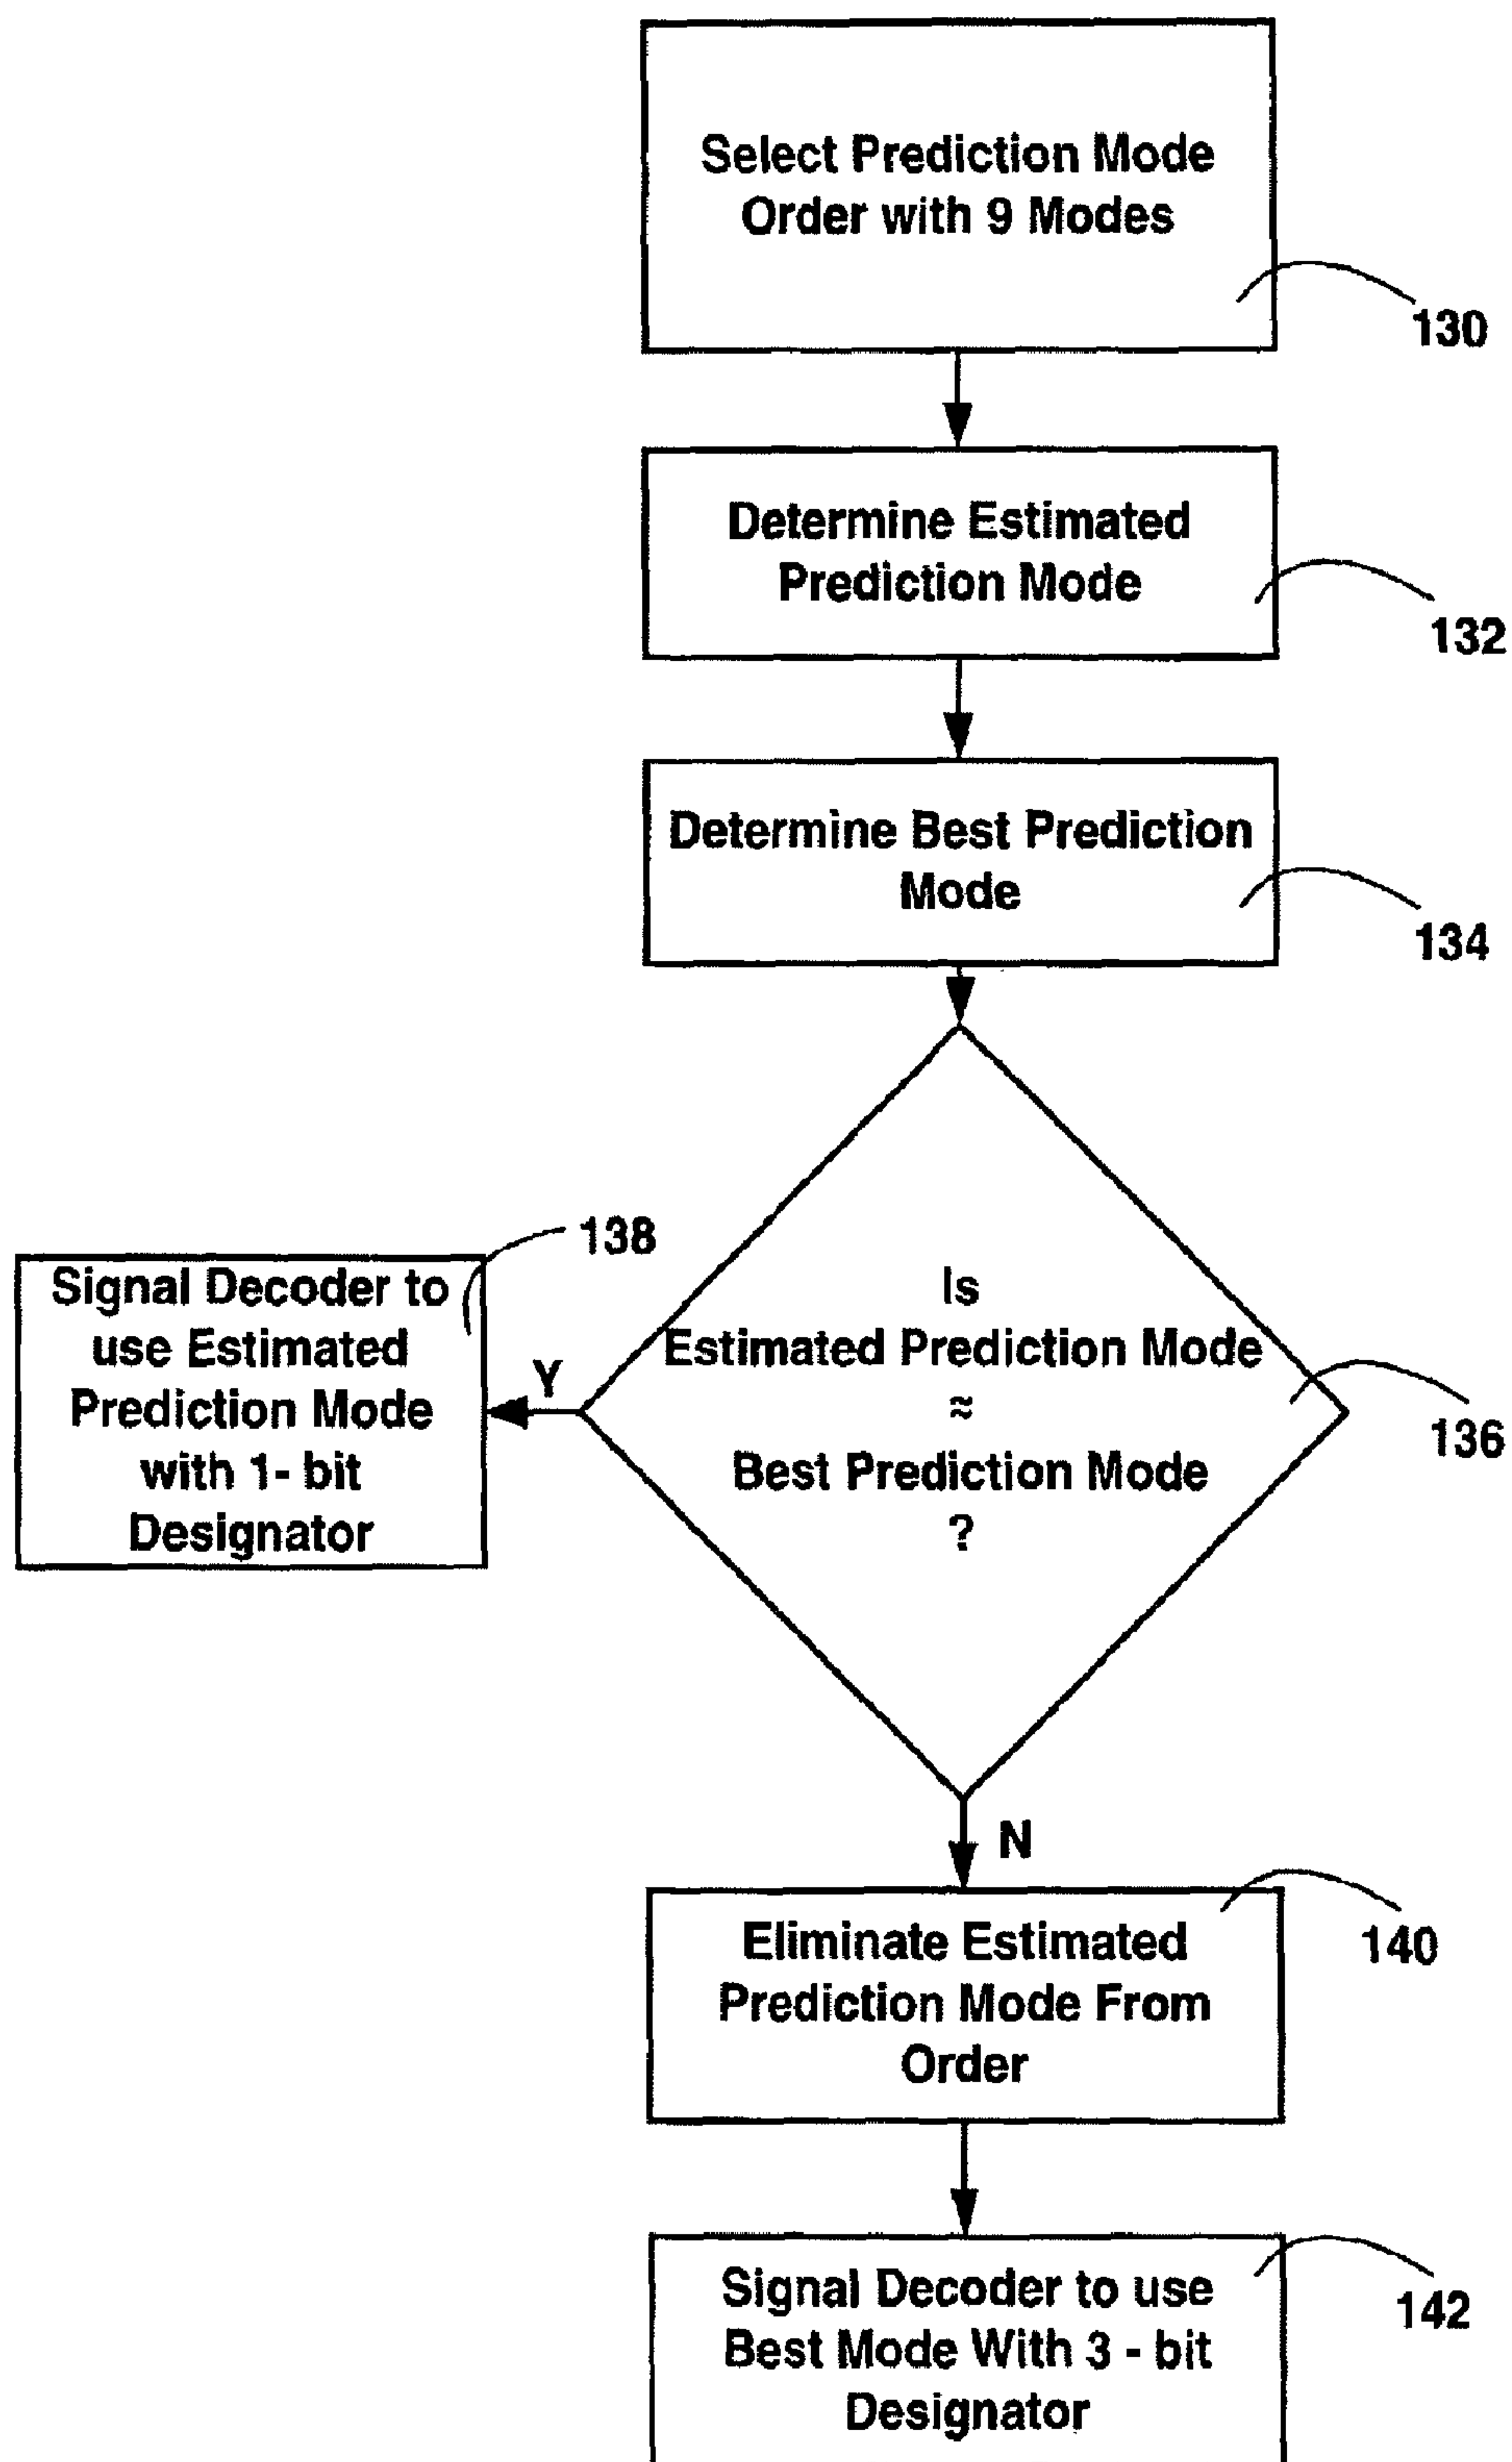 Select Prediction Mode
Order with 9 Modes
130
Determine Estimated
Prediction Mode
132
Determine Best Prediction
Mode
134
138
Signal Decoder to
use Estimated
Prediction Mode
with 1- bit
Designator
Y
Is
Estimated Prediction Mode
≈
Best Prediction Mode
?
136
N
Eliminate Estimated
Prediction Mode From
Order
140
Signal Decoder to use
Best Mode With 3 - bit
Designator
142